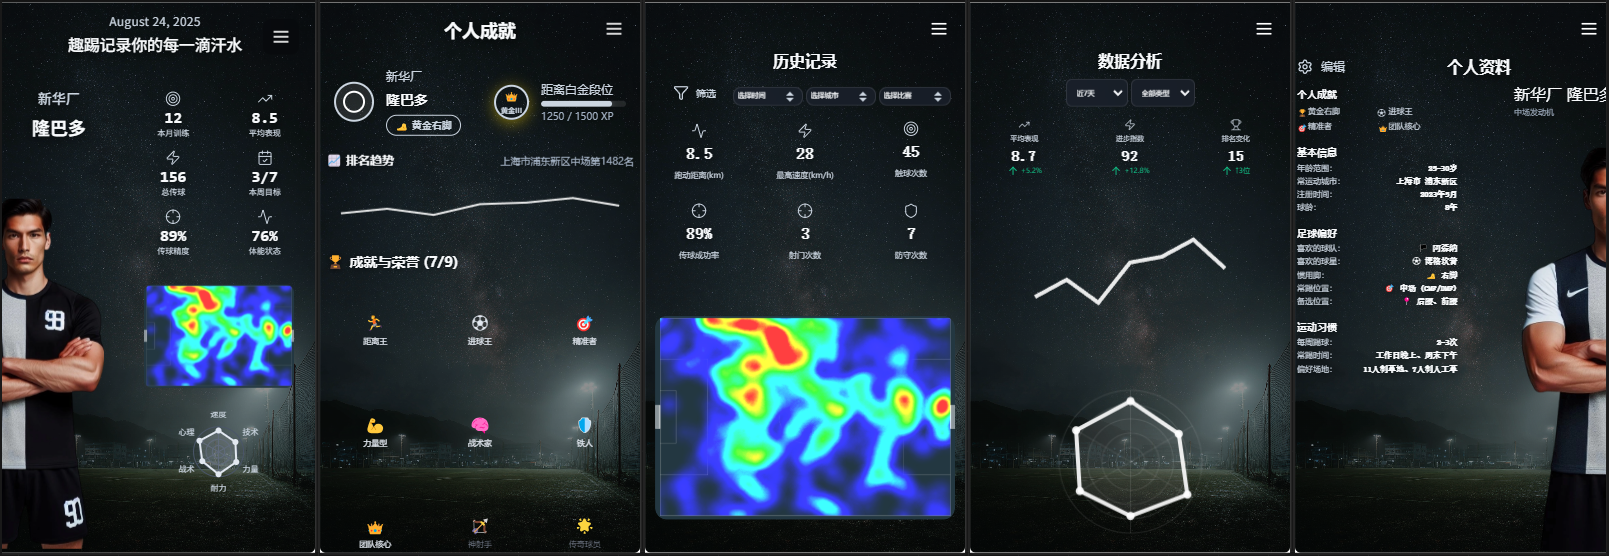 August 24, 2025
趣踢记录你的每一滴汗水
新华厂
隆巴多
12
本月训练
8.5
平均表现
156
总传球
3/7
本周目标
89%
传球精度
76%
体能状态
98
90
速度
心理
技术
战术
力量
耐力
个人成就
新华厂
隆巴多
黄金右脚
黄金III
距离白金段位
1250 / 1500 XP
排名趋势
上海市浦东新区中场第1482名
成就与荣誉 (7/9)
距离王
进球王
精准者
力量型
战术家
铁人
团队核心
神射手
传奇球员
历史记录
筛选
选择时间
选择城市
选择比赛
8.5
跑动距离(km)
28
最高速度(km/h)
45
触球次数
89%
传球成功率
3
射门次数
7
防守次数
数据分析
近7天
全部类型
平均表现
8.7
+5.2%
进步指数
92
+12.8%
排名变化
15
↑3位
编辑
个人资料
新华厂 隆巴多
中场发动机
个人成就
黄金右脚
进球王
精准者
团队核心
基本信息
年龄范围:
25-30岁
常运动城市:
上海市 浦东新区
注册时间:
2023年5月
球龄:
8年
足球偏好
喜欢的球队:
阿森纳
喜欢的球星:
惯用脚:
右脚
常踢位置:
备选位置:
后腰、前腰
运动习惯
每周踢球:
2-3次
常踢时间:
工作日晚上、周末下午
偏好场地:
11人制草地、7人制人工草